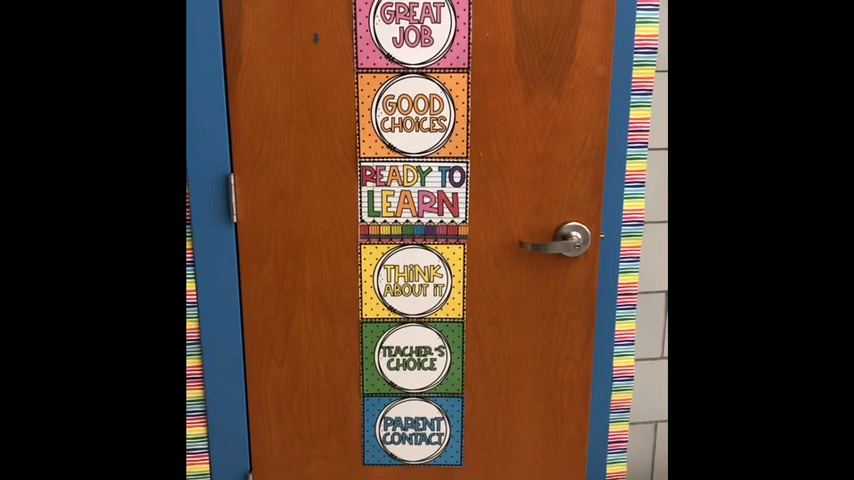 GREAT
JOB
GOOD
CHOICES
READY TO
LEARN
THINK
ABOUT IT
TEACHER'S
CHOICE
PARENT
CONTACT